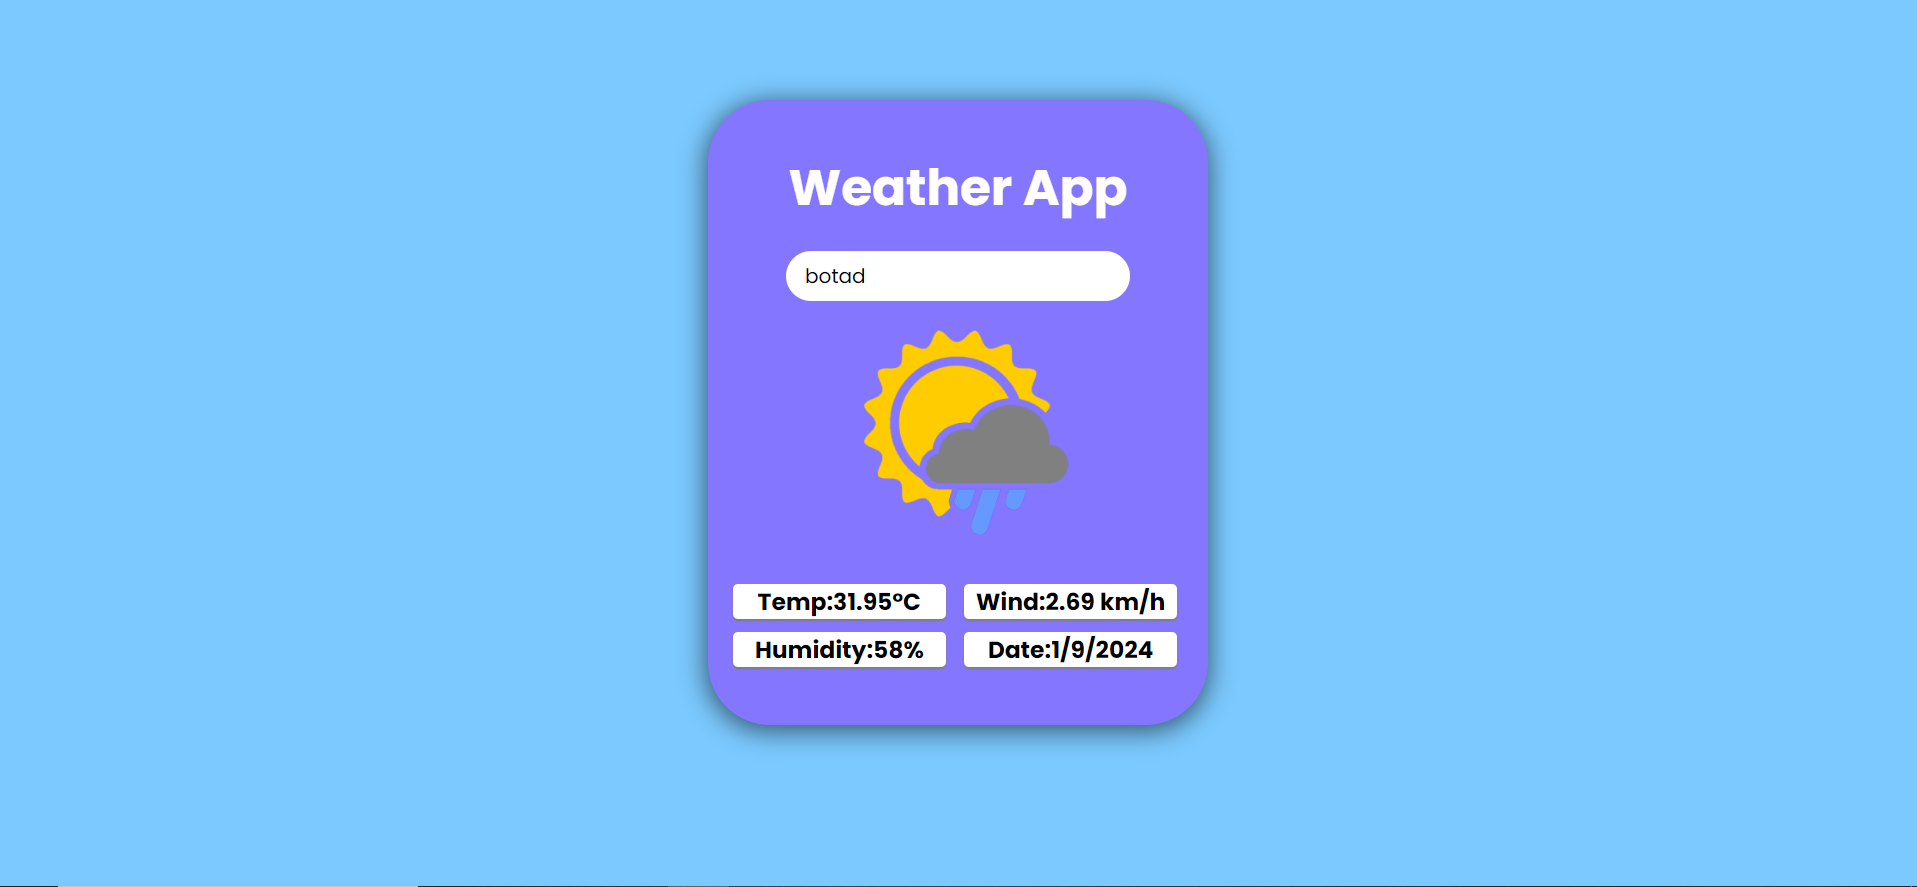 Weather App
botad
Temp:31.95°C
Wind:2.69 km/h
Humidity:58%
Date:1/9/2024